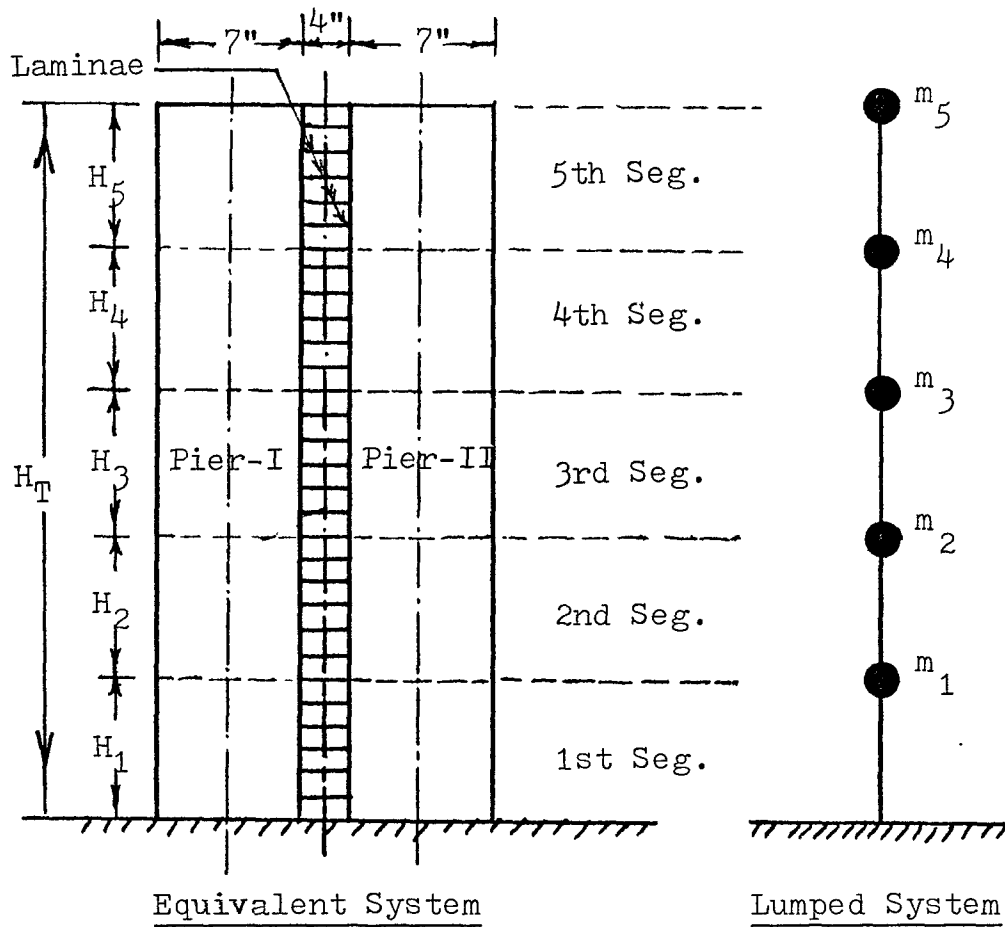 7" 4" 7"
Laminae
H5 5th Seg. m5
H4 4th Seg. m4
HT H3 Pier-I Pier-II 3rd Seg. m3
H2 2nd Seg. m2
H1 1st Seg. m1
Equivalent System Lumped System